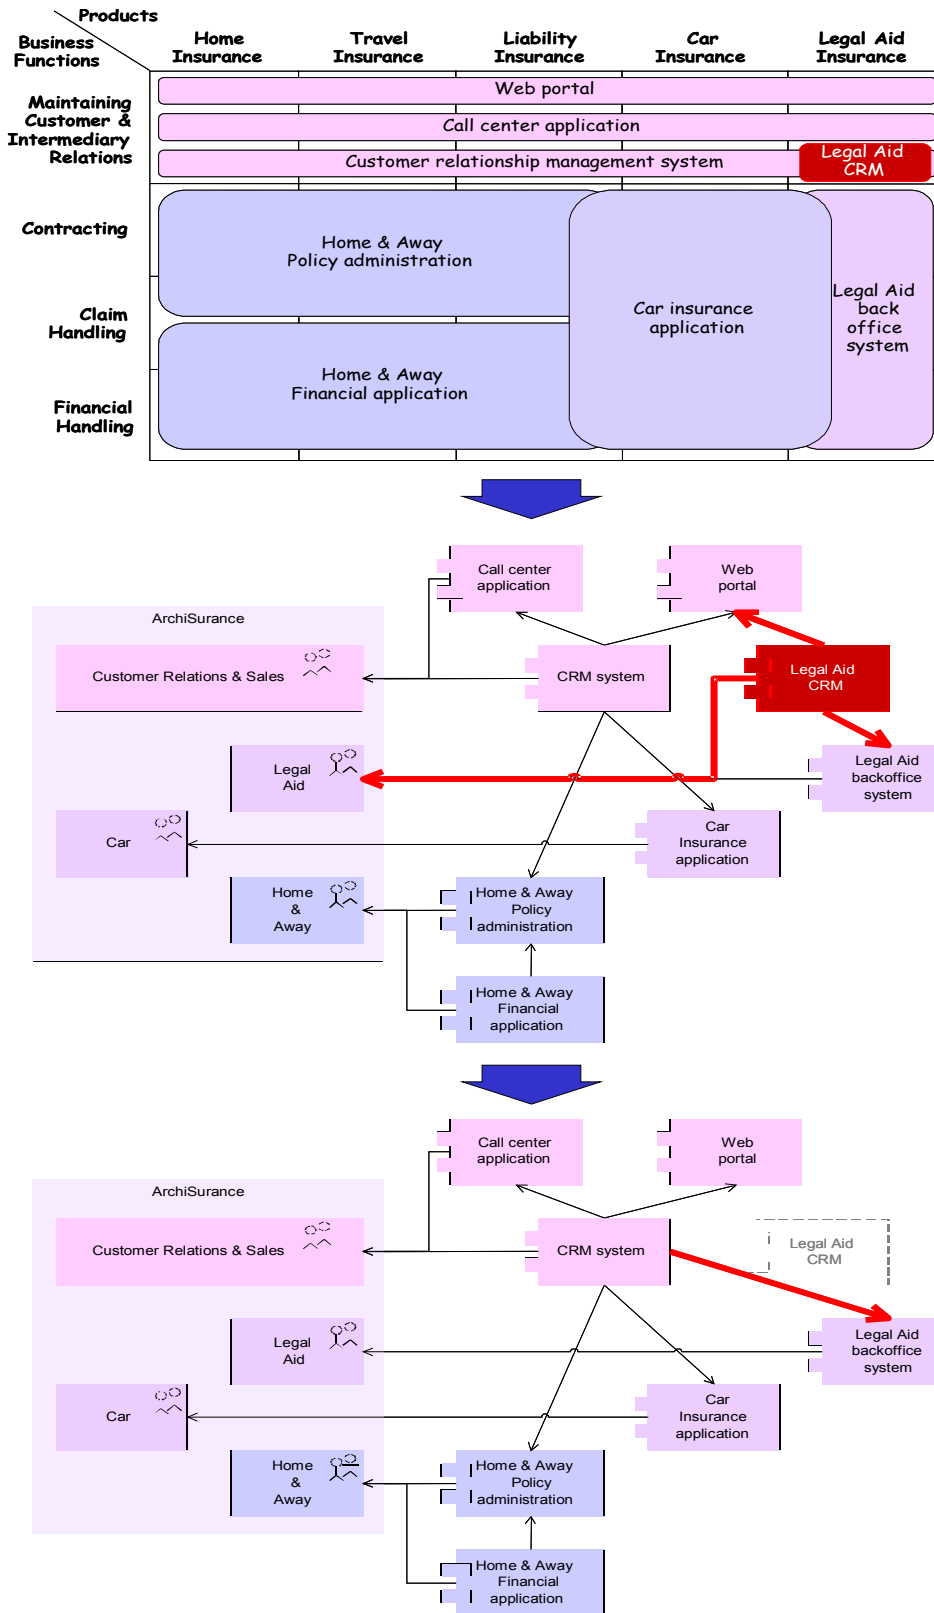 Products
Business
Functions
Home
Insurance
Travel
Insurance
Liability
Insurance
Car
Insurance
Legal Aid
Insurance
Maintaining
Customer &
Intermediary
Relations
Web portal
Call center application
Customer relationship management system
Legal Aid
CRM
Contracting
Home & Away
Policy administration
Car insurance
application
Legal Aid
back
office
system
Claim
Handling
Home & Away
Financial application
Financial
Handling
Call center
application
Web
portal
ArchiSurance
Customer Relations & Sales
CRM system
Legal Aid
CRM
Legal
Aid
Legal Aid
backoffice
system
Car
Car
Insurance
application
Home
&
Away
Home & Away
Policy
administration
Home & Away
Financial
application
Call center
application
Web
portal
ArchiSurance
Customer Relations & Sales
CRM system
Legal Aid
CRM
Legal
Aid
Legal Aid
backoffice
system
Car
Car
Insurance
application
Home
&
Away
Home & Away
Policy
administration
Home & Away
Financial
application